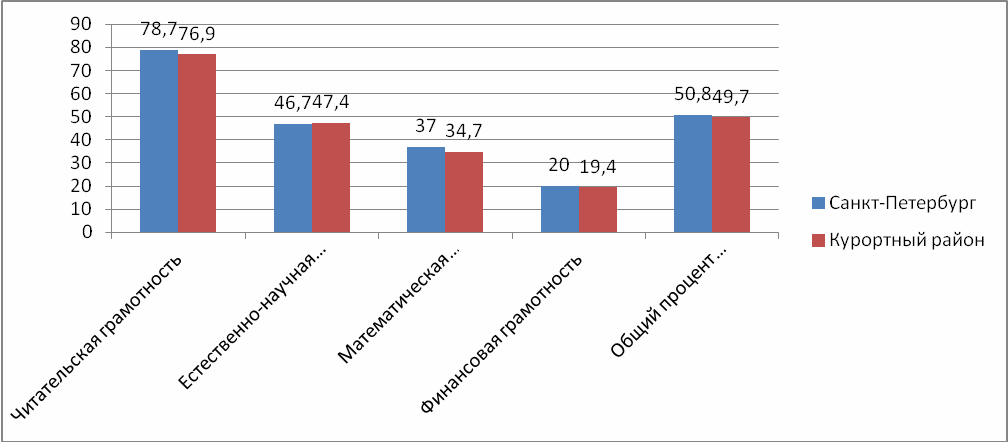 90
80
70
60
50
40
30
20
10
0
78,7 76,9
46,7 47,4
37 34,7
20 19,4
50,8 49,7
Читательская грамотность
Естественно-научная...
Математическая...
Финансовая грамотность
Общий процент...
Санкт-Петербург
Курортный район